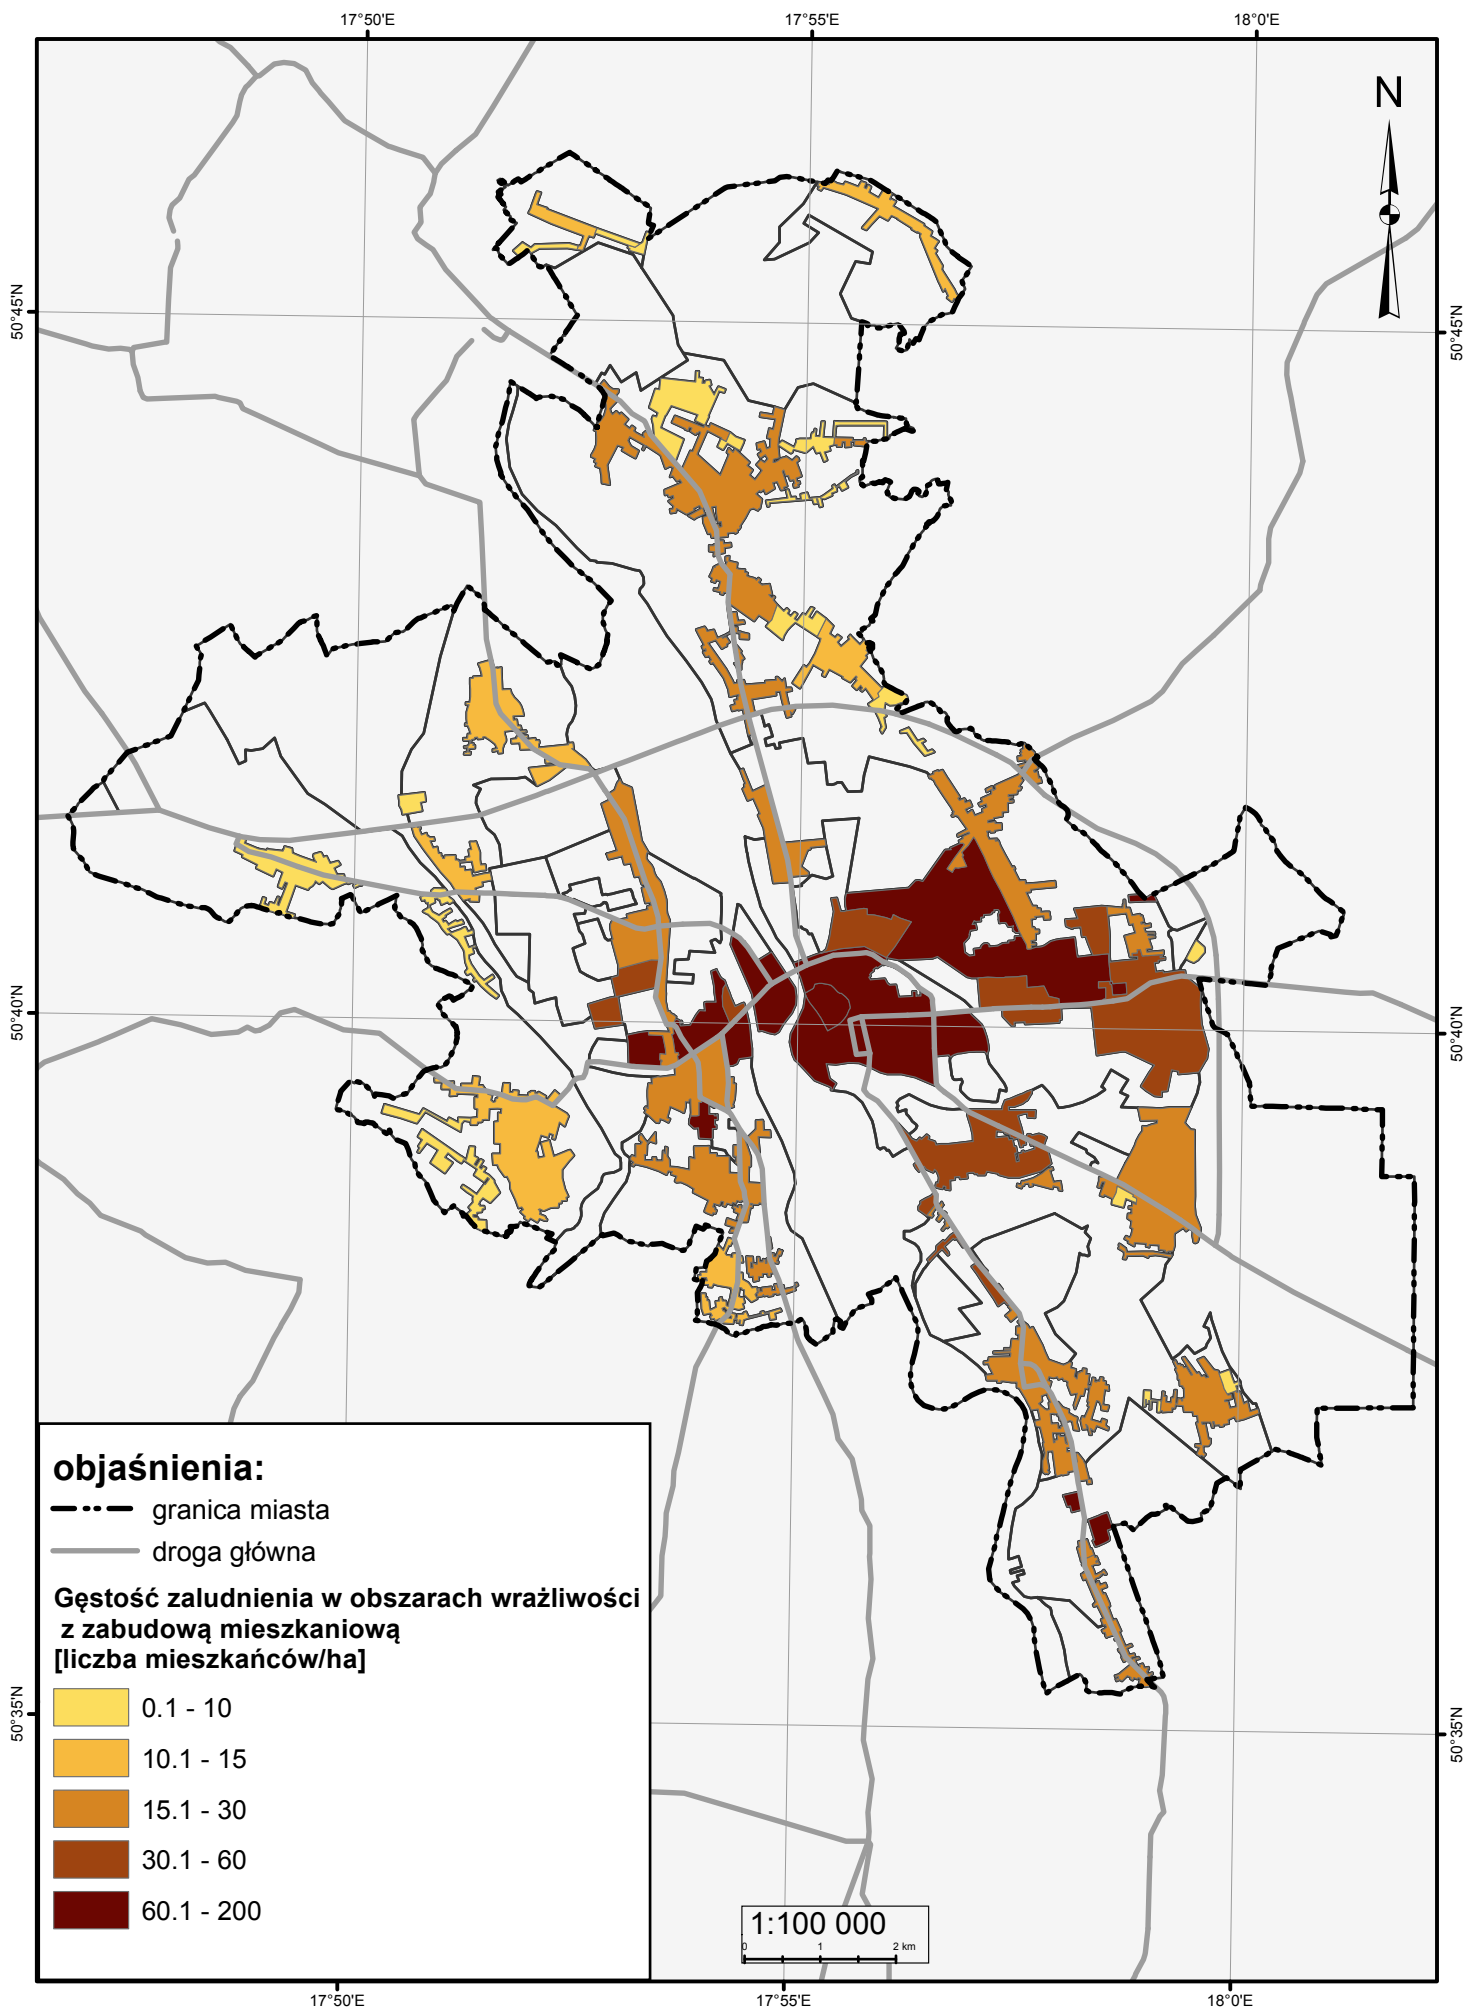 17°50'E 17°55'E 18°0'E
N
50°45'N 50°45'N
50°40'N 50°40'N
objaśnienia:
granica miasta
droga główna
Gęstość zaludnienia w obszarach wrażliwości
z zabudową mieszkaniową
[liczba mieszkańców/ha]
0.1 - 10
10.1 - 15
15.1 - 30
30.1 - 60
60.1 - 200
50°35'N 50°35'N
1:100 000
0 1 2 km
17°50'E 17°55'E 18°0'E